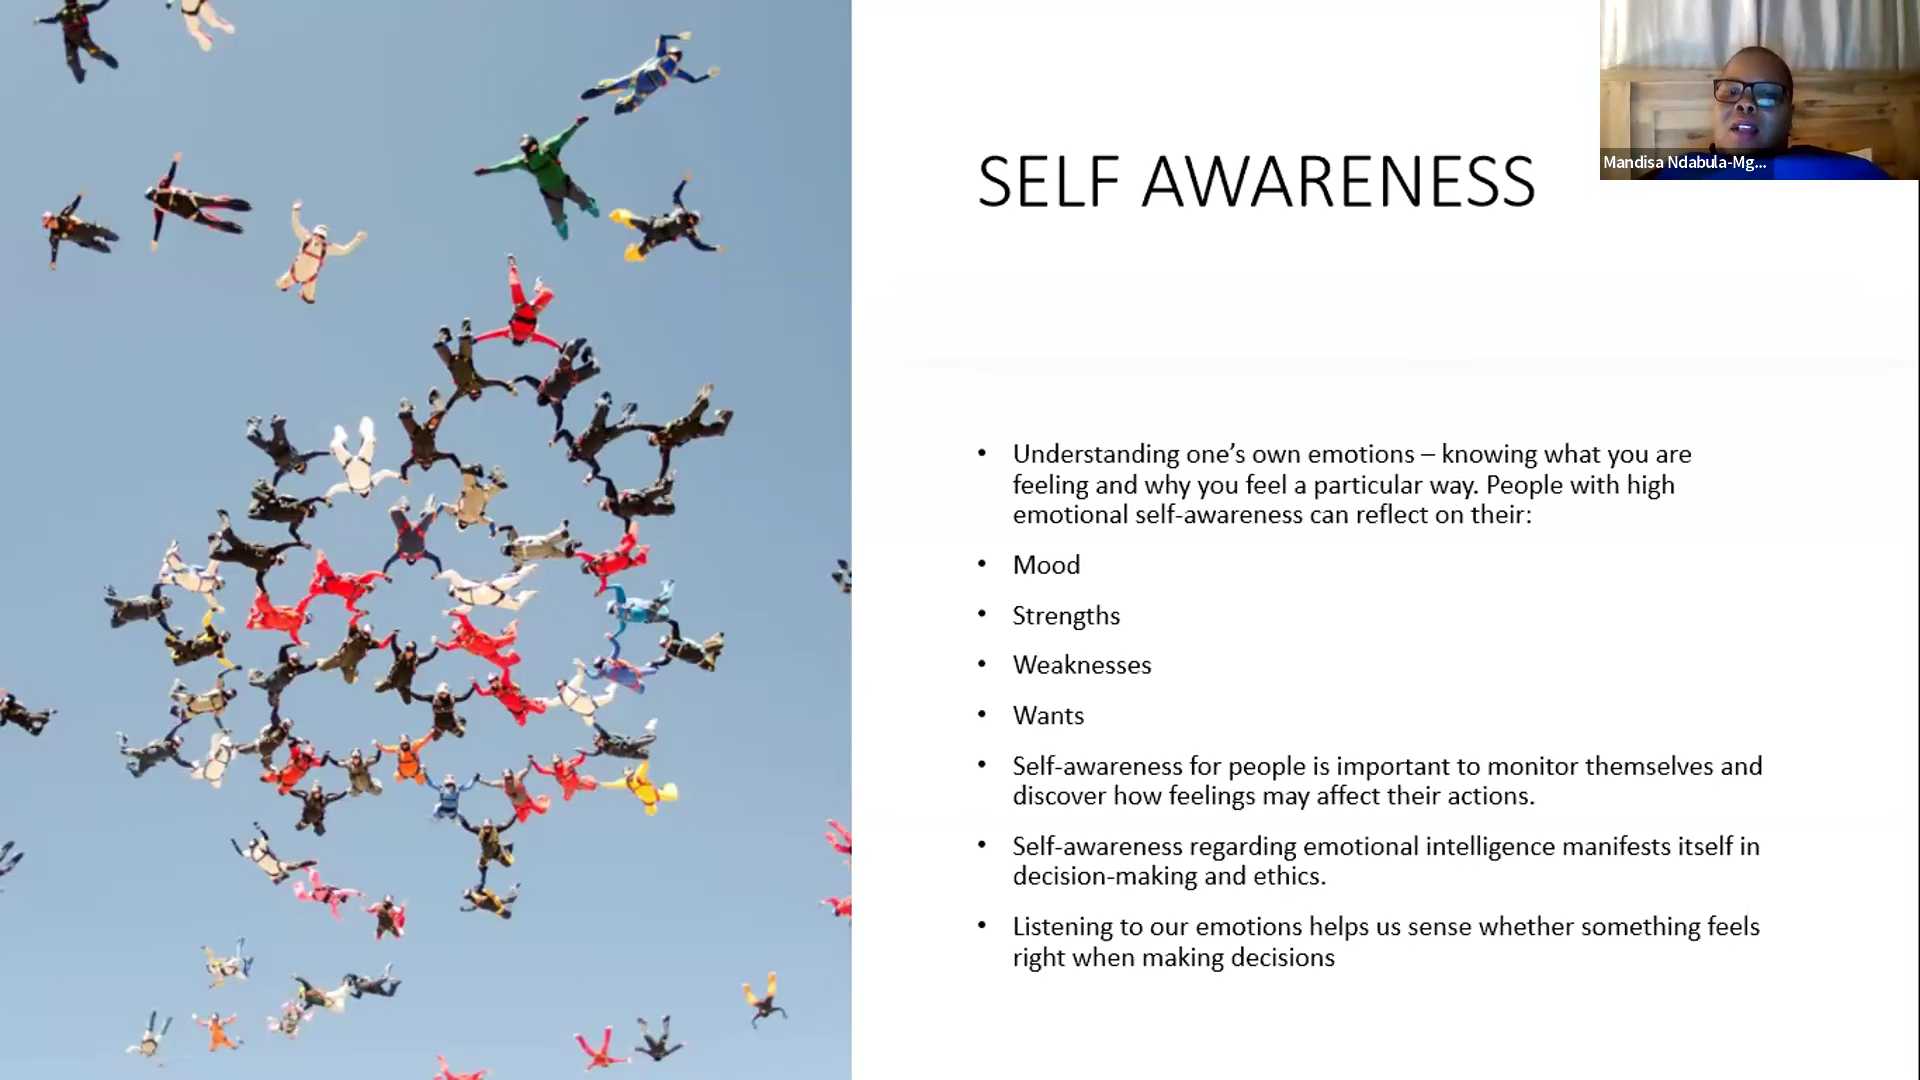 SELF AWARENESS
Mandisa Ndabula-Mg...
• Understanding one’s own emotions – knowing what you are
feeling and why you feel a particular way. People with high
emotional self-awareness can reflect on their:
• Mood
• Strengths
• Weaknesses
• Wants
• Self-awareness for people is important to monitor themselves and
discover how feelings may affect their actions.
• Self-awareness regarding emotional intelligence manifests itself in
decision-making and ethics.
• Listening to our emotions helps us sense whether something feels
right when making decisions